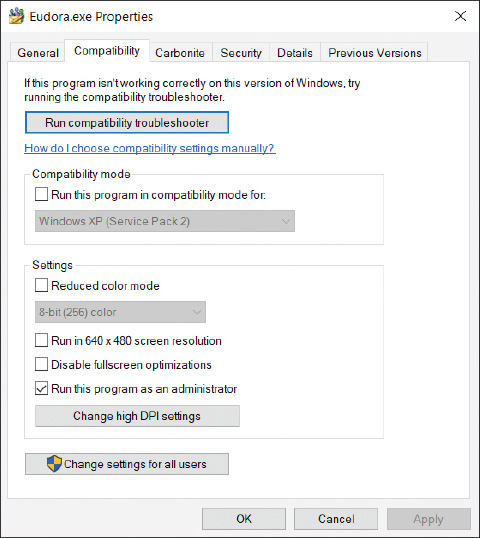 Eudora.exe Properties
General Compatibility Carbonite Security Details Previous Versions
If this program isn't working correctly on this version of Windows, try
running the compatibility troubleshooter.
Run compatibility troubleshooter
How do I choose compatibility settings manually?
Compatibility mode
Run this program in compatibility mode for:
Windows XP (Service Pack 2)
Settings
Reduced color mode
8-bit (256) color
Run in 640 x 480 screen resolution
Disable fullscreen optimizations
Run this program as an administrator
Change high DPI settings
Change settings for all users
OK Cancel Apply